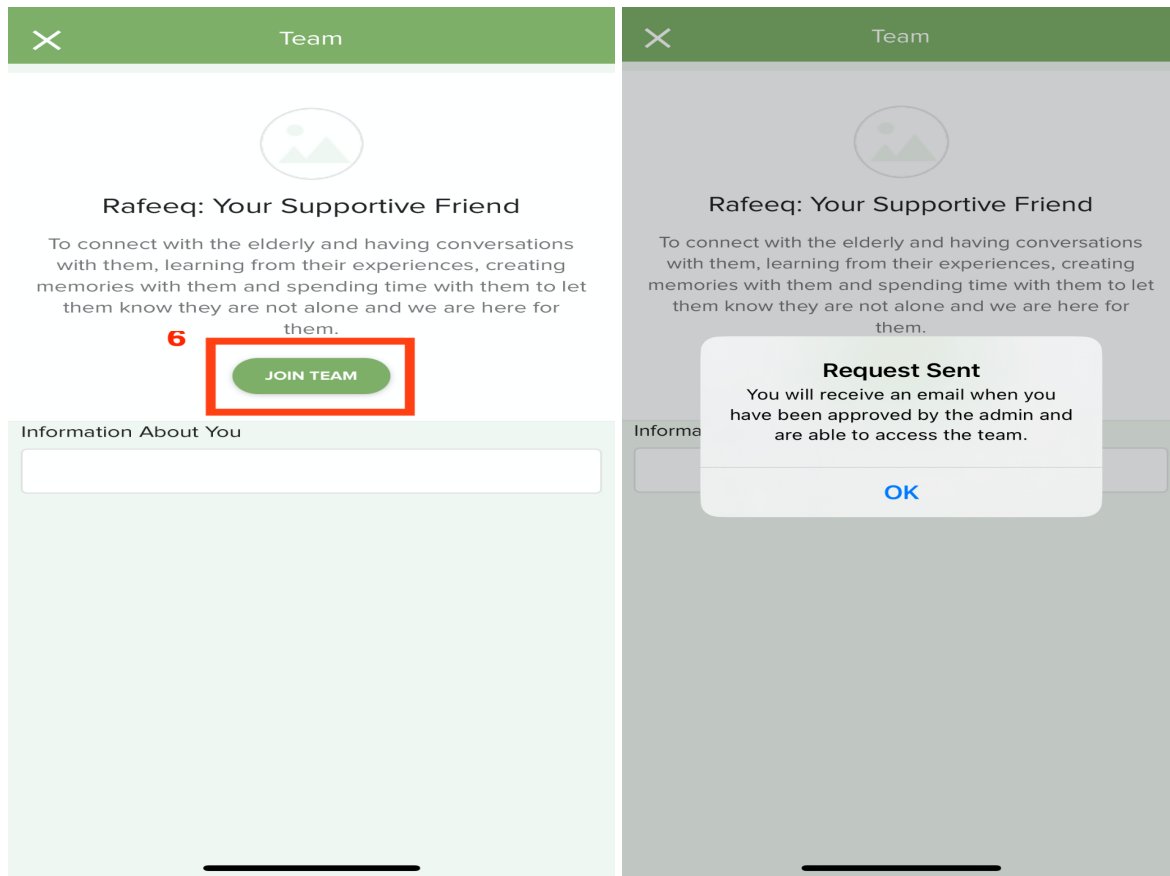 Team
Rafeeq: Your Supportive Friend
To connect with the elderly and having conversations
with them, learning from their experiences, creating
memories with them and spending time with them to let
them know they are not alone and we are here for
them.
6
JOIN TEAM
Information About You
Team
Rafeeq: Your Supportive Friend
To connect with the elderly and having conversations
with them, learning from their experiences, creating
memories with them and spending time with them to let
them know they are not alone and we are here for
them.
Request Sent
You will receive an email when you
have been approved by the admin and
are able to access the team.
Informa
OK